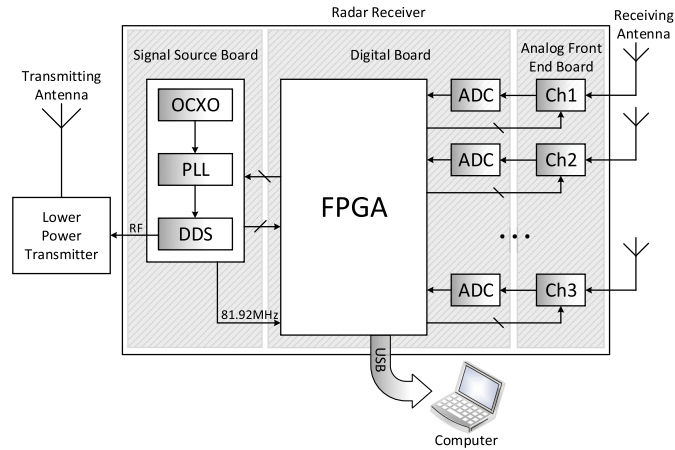 Radar Receiver
Receiving
Antenna
Signal Source Board
Digital Board
Analog Front
End Board
Transmitting
Antenna
OCXO
PLL
DDS
Lower
Power
Transmitter
RF
81.92MHz
FPGA
ADC
Ch1
ADC
Ch2
...
ADC
Ch3
USB
Computer